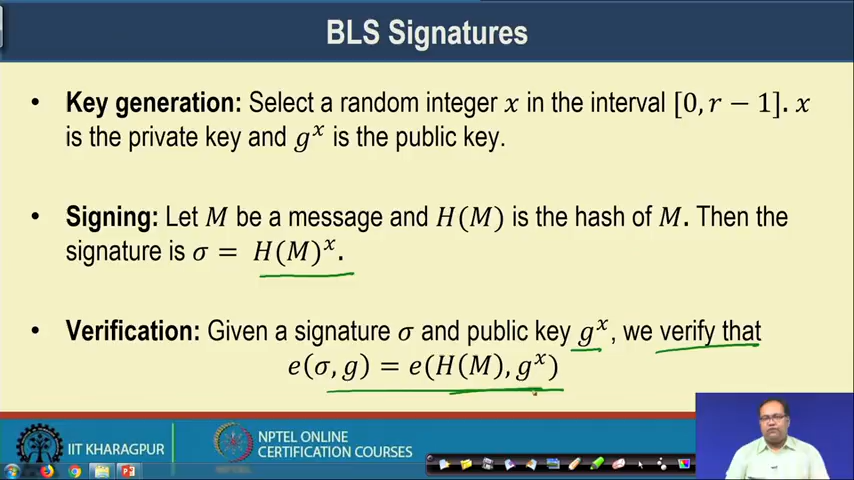 BLS Signatures
• Key generation: Select a random integer x in the interval [0, r − 1]. x
is the private key and g^x is the public key.
• Signing: Let M be a message and H(M) is the hash of M. Then the
signature is σ = H(M)^x.
• Verification: Given a signature σ and public key g^x, we verify that
e(σ, g) = e(H(M), g^x)
IIT KHARAGPUR
NPTEL ONLINE
CERTIFICATION COURSES